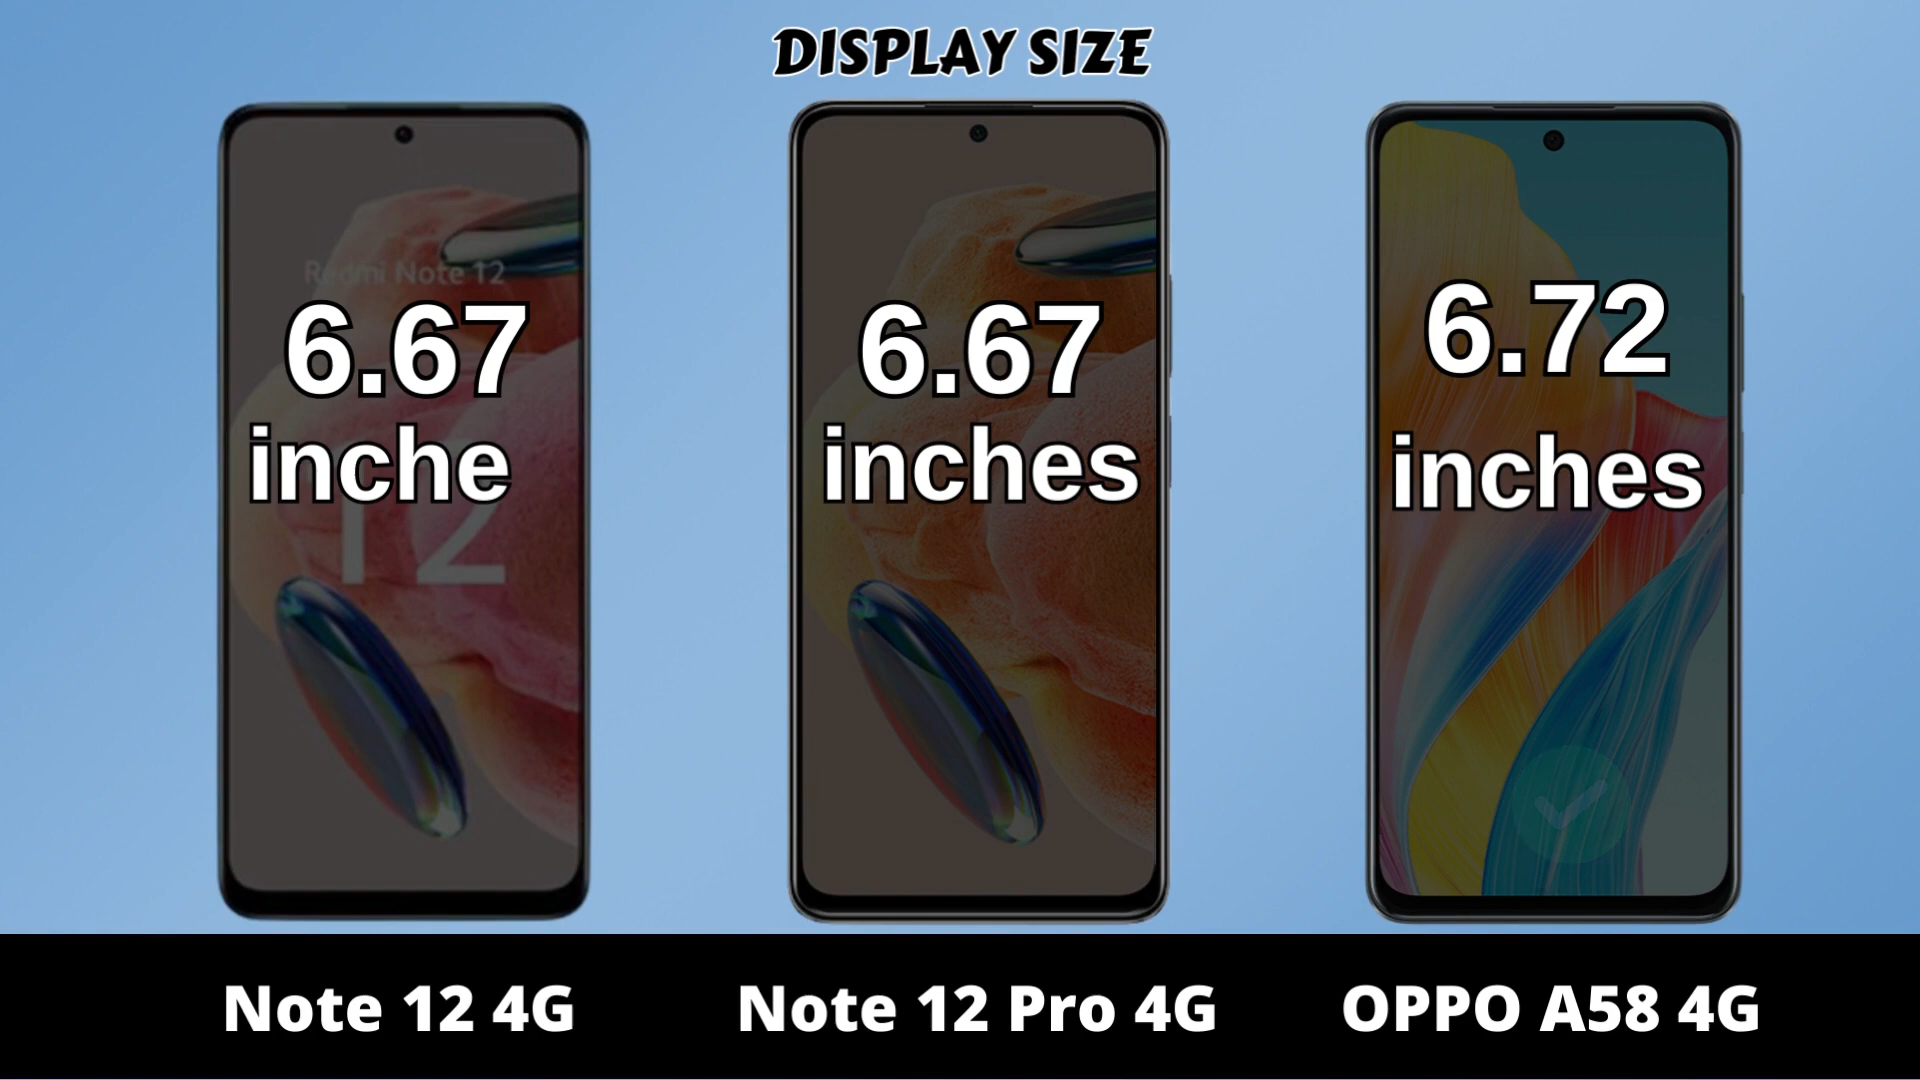 DISPLAY SIZE
Redmi Note 12
6.67
inche
12
6.67
inches
6.72
inches
Note 12 4G
Note 12 Pro 4G
OPPO A58 4G